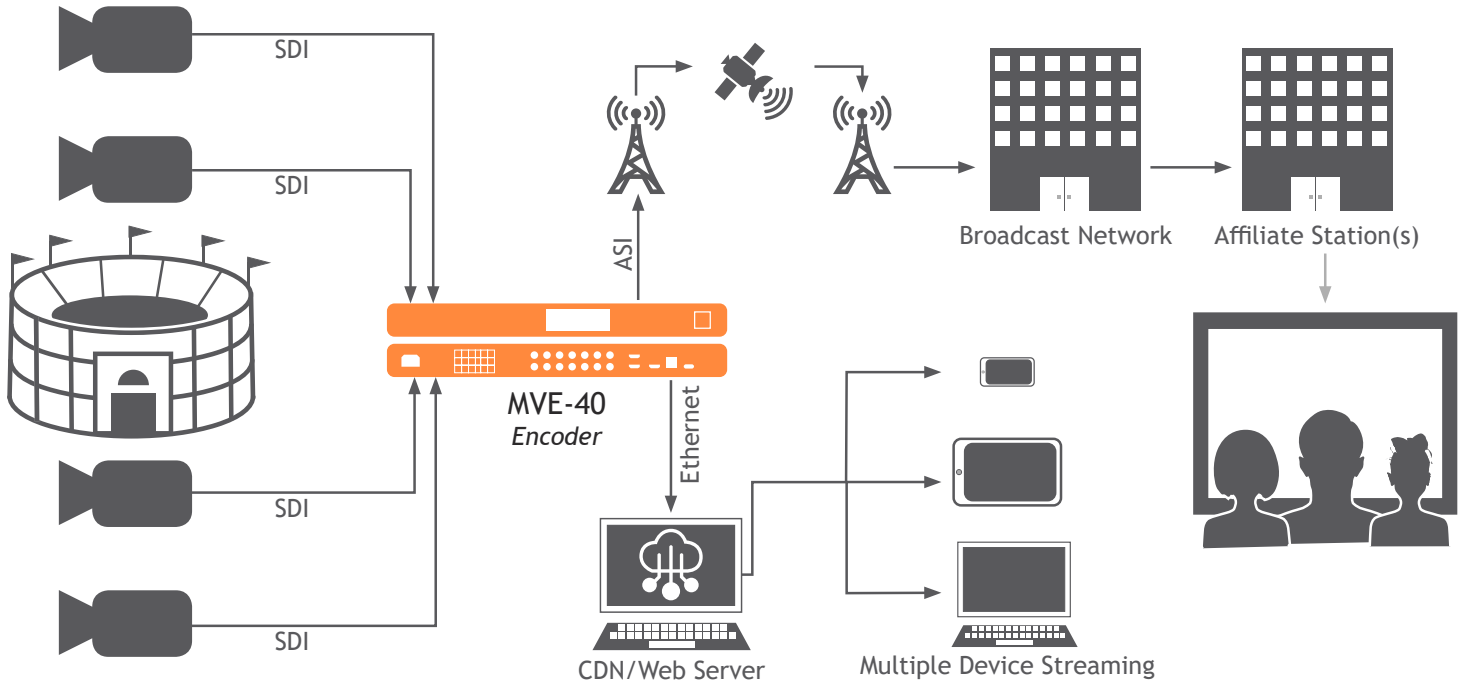 SDI
SDI
ASI
Broadcast Network
Affiliate Station(s)
MVE-40
Encoder
Ethernet
SDI
SDI
CDN/Web Server
Multiple Device Streaming